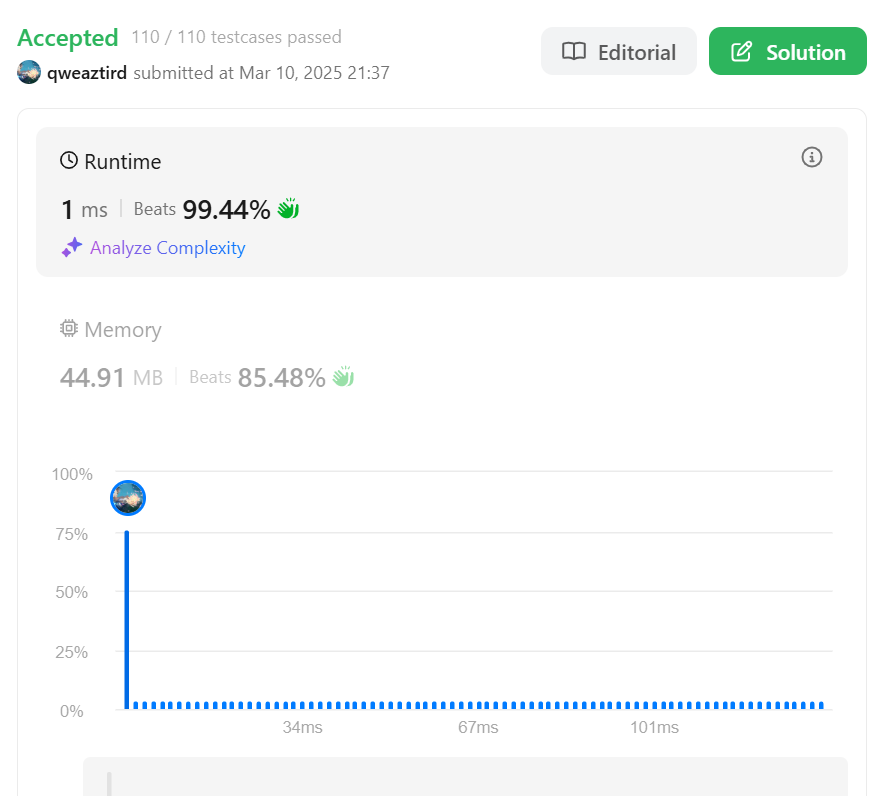 Accepted 110 / 110 testcases passed
qweaztird submitted at Mar 10, 2025 21:37
Editorial
Solution
Runtime
1 ms Beats 99.44%
Analyze Complexity
Memory
44.91 MB Beats 85.48%
100%
75%
50%
25%
0%
34ms 67ms 101ms